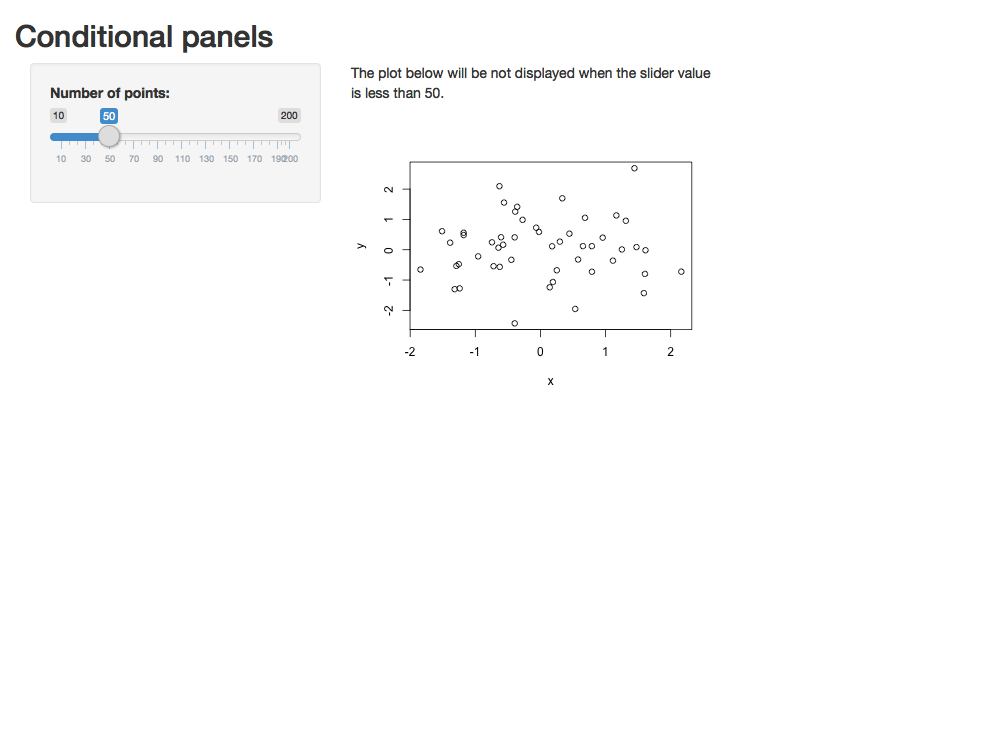 Conditional panels
Number of points:
10 50 200
10 30 50 70 90 110 130 150 170 190 200
The plot below will be not displayed when the slider value
is less than 50.
2
1
0
-1
-2
y
-2 -1 0 1 2
x